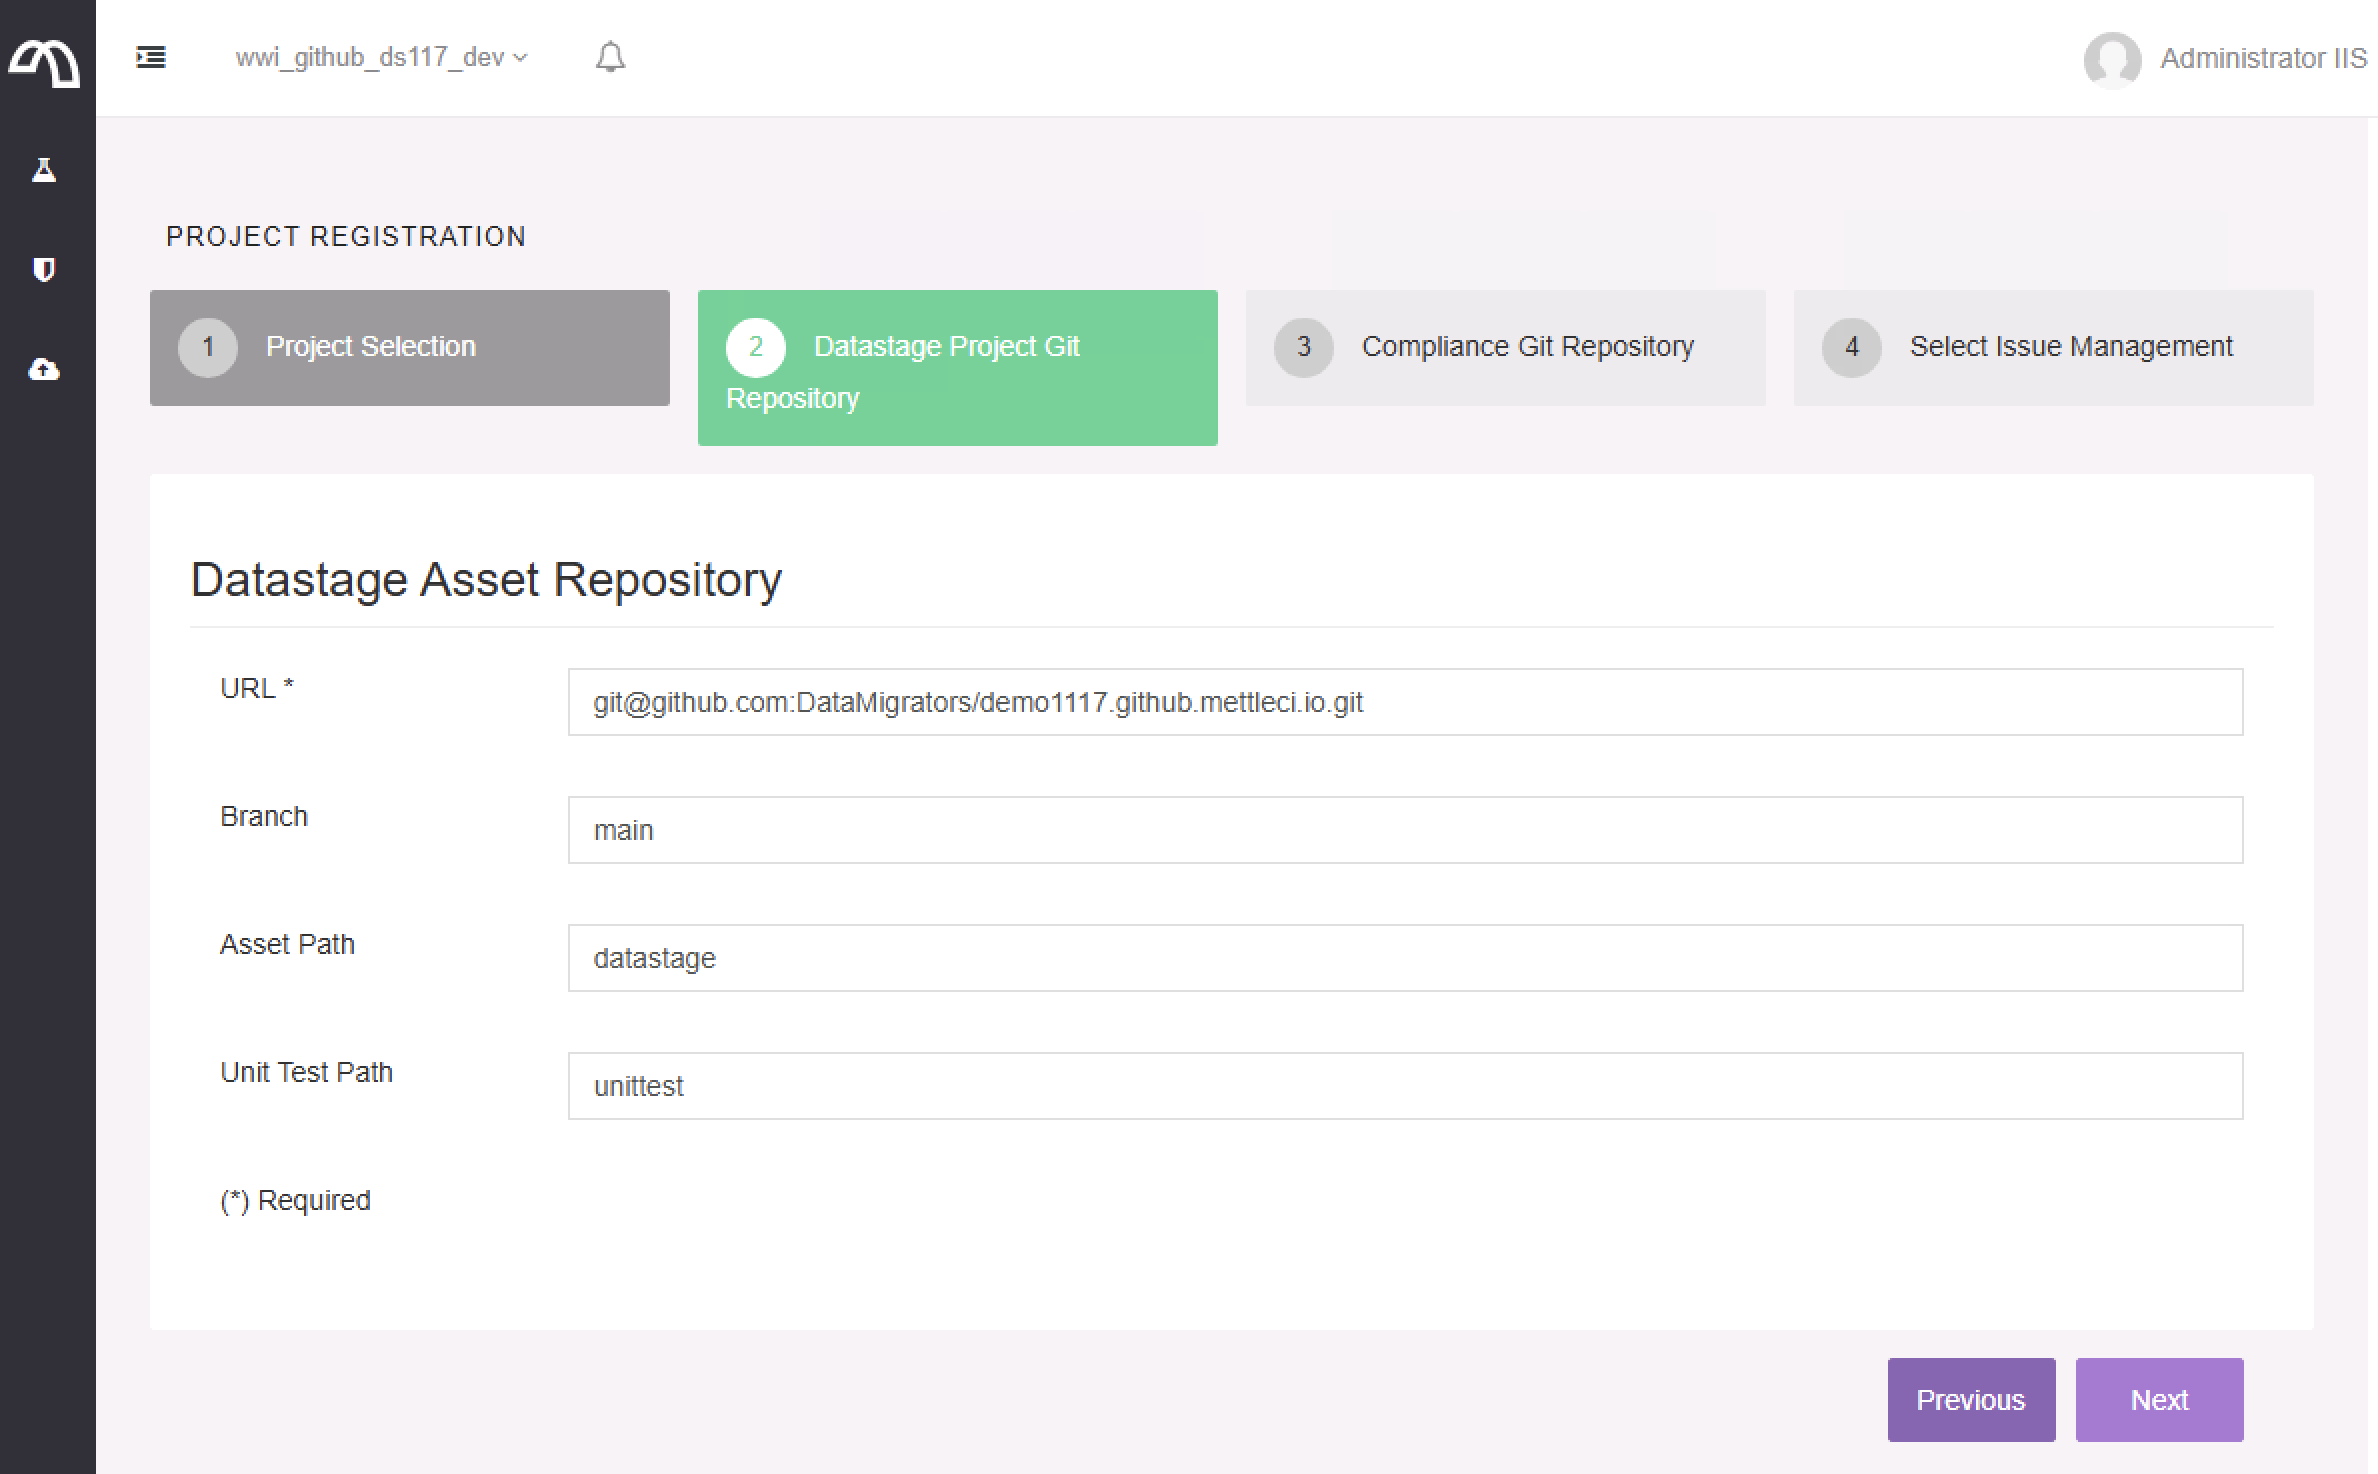 wwi_github_ds117_dev
Administrator IIS
PROJECT REGISTRATION
1 Project Selection
2 Datastage Project Git
Repository
3 Compliance Git Repository
4 Select Issue Management
Datastage Asset Repository
URL *
git@github.com:DataMigrators/demo1117.github.mettleci.io.git
Branch
main
Asset Path
datastage
Unit Test Path
unittest
(*) Required
Previous
Next